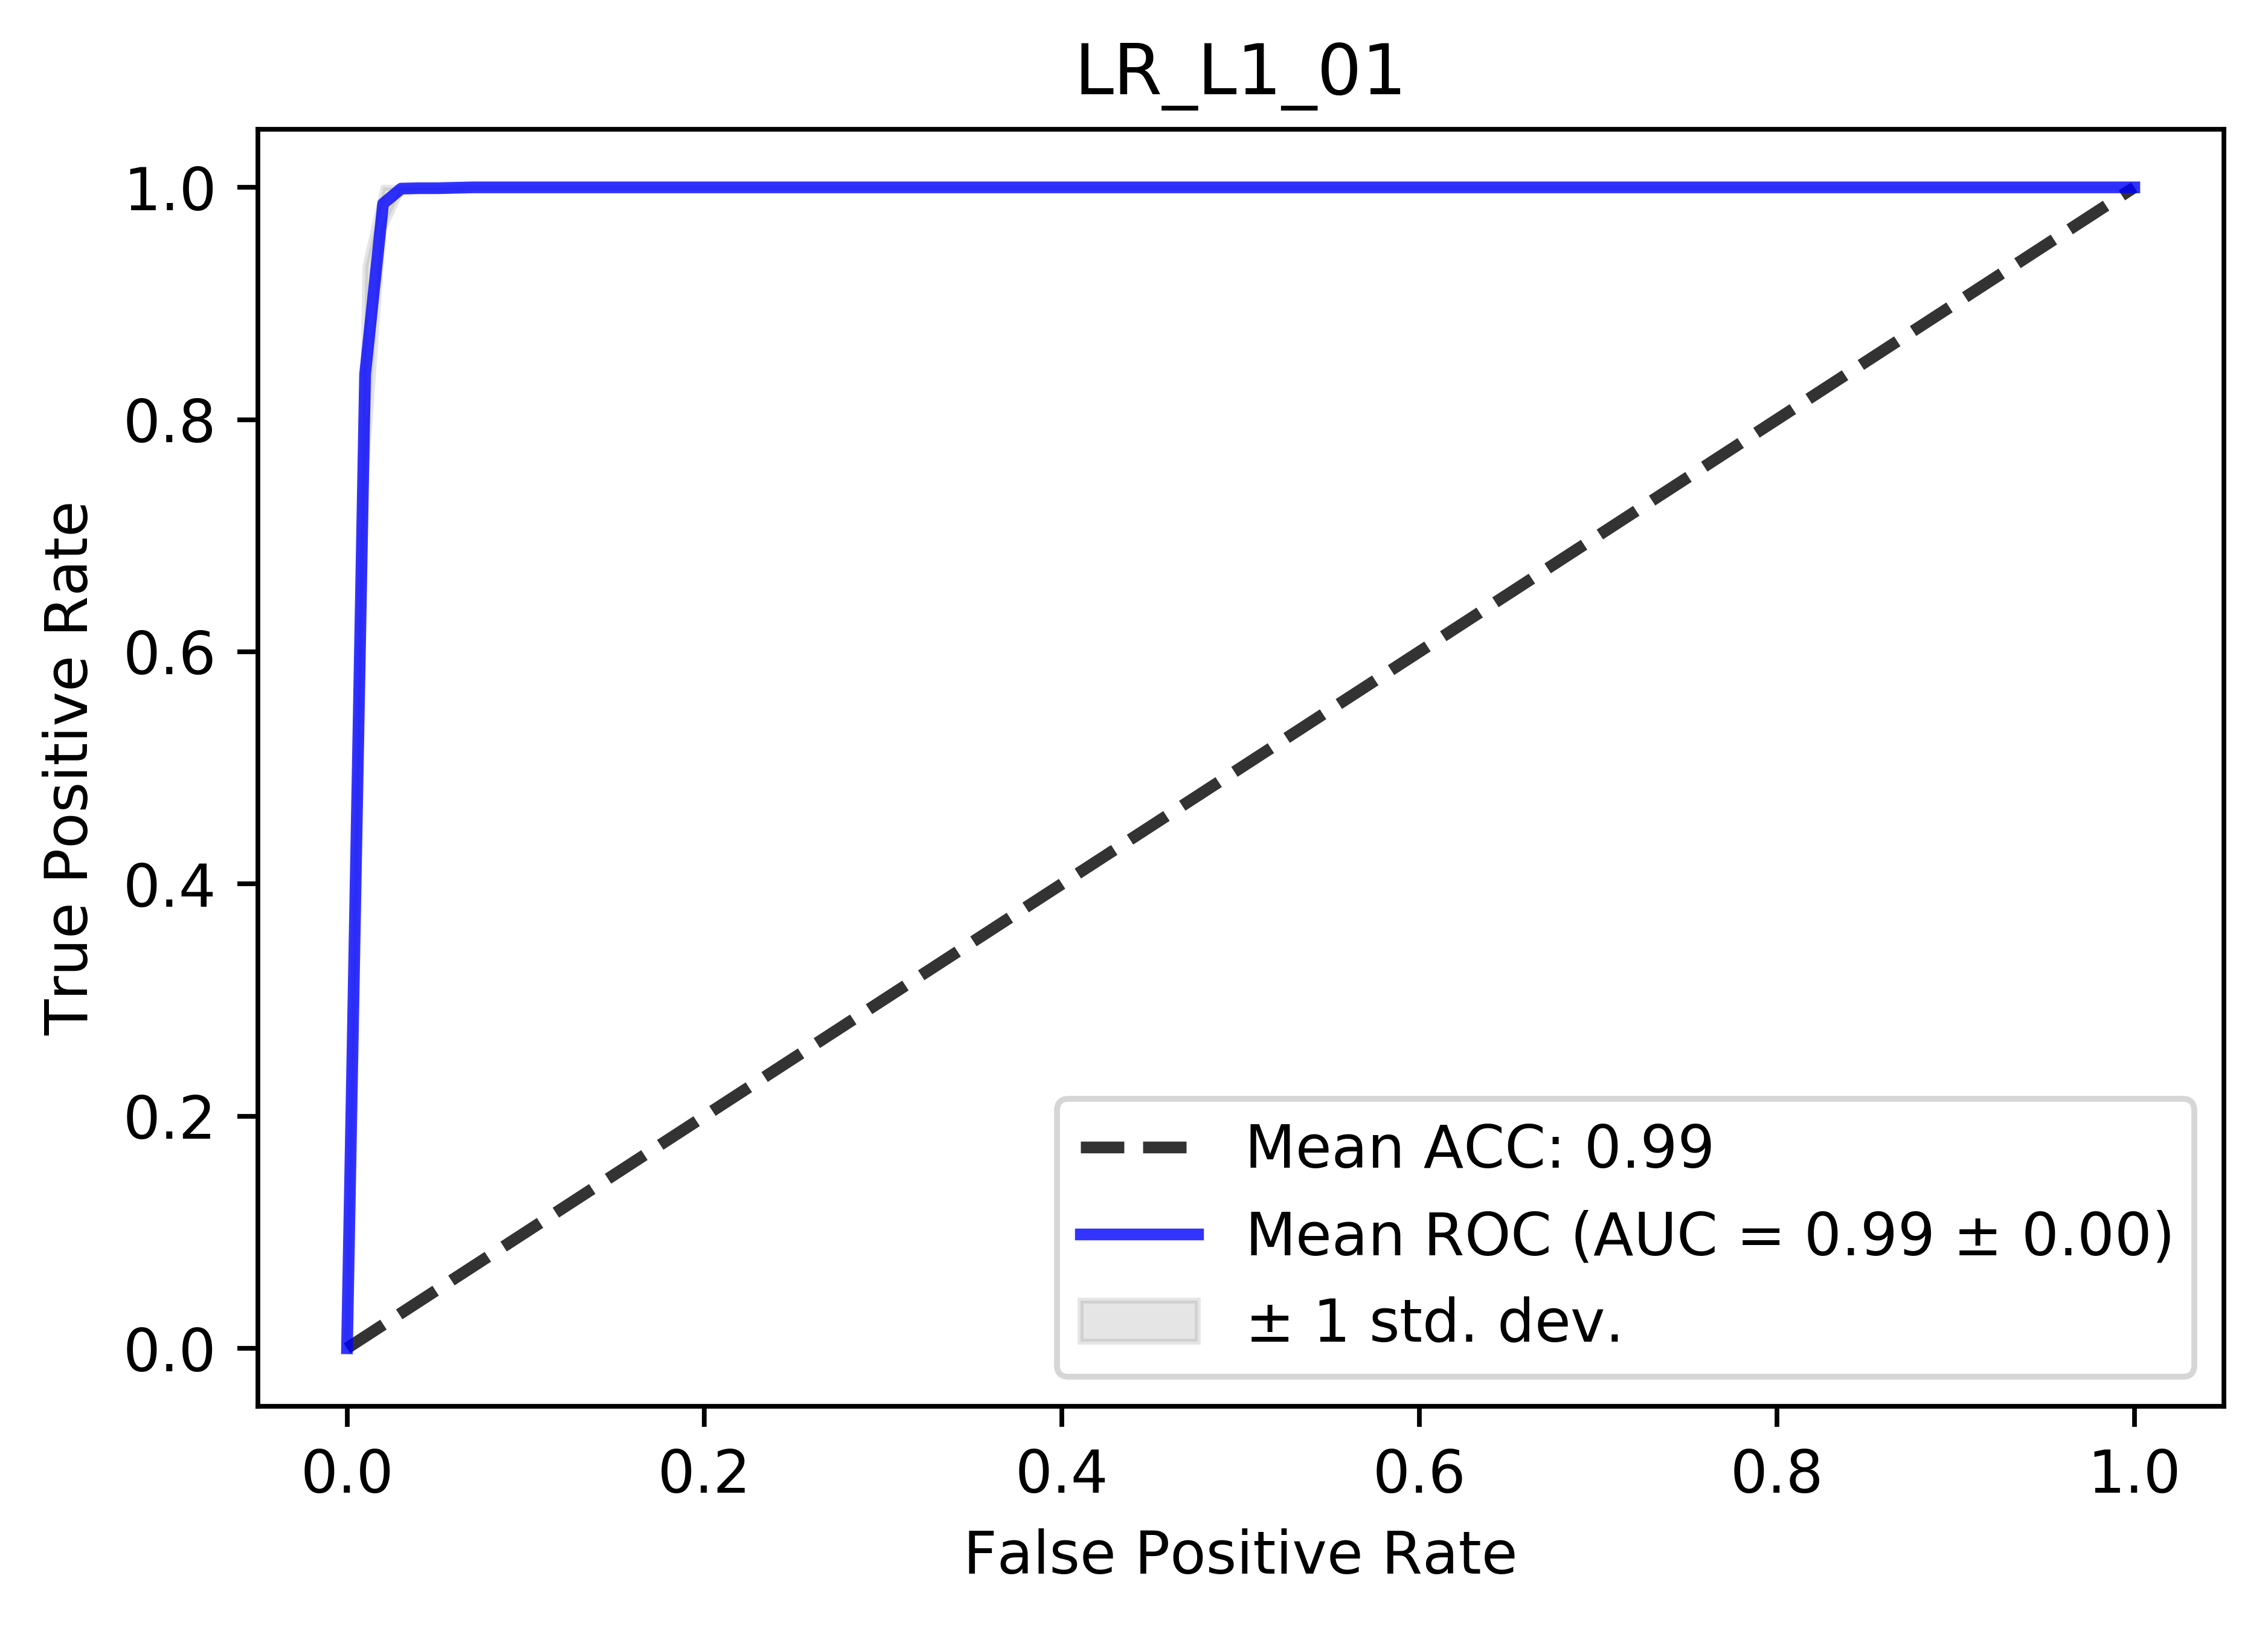 LR_L1_01
True Positive Rate
1.0
0.8
0.6
0.4
0.2
0.0
Mean ACC: 0.99
Mean ROC (AUC = 0.99 ± 0.00)
± 1 std. dev.
0.0 0.2 0.4 0.6 0.8 1.0
False Positive Rate